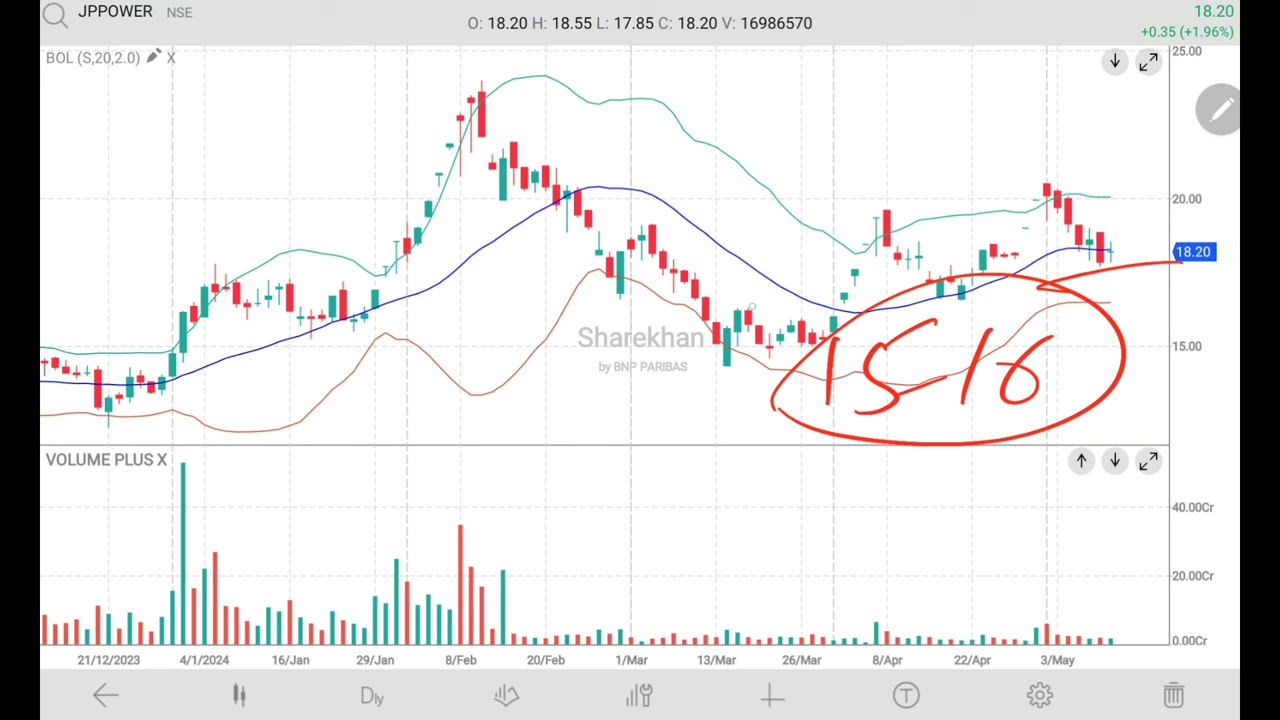 JPPOWER NSE
O: 18.20 H: 18.55 L: 17.85 C: 18.20 V: 16986570
18.20
+0.35 (+1.96%)
BOL (S,20,2.0) X
25.00
20.00
18.20
15.00
Sharekhan
by BNP PARIBAS
15-16
VOLUME PLUS X
40.00Cr
20.00Cr
0.00Cr
21/12/2023 4/1/2024 16/Jan 29/Jan 8/Feb 20/Feb 1/Mar 13/Mar 26/Mar 8/Apr 22/Apr 3/May
Dly
T